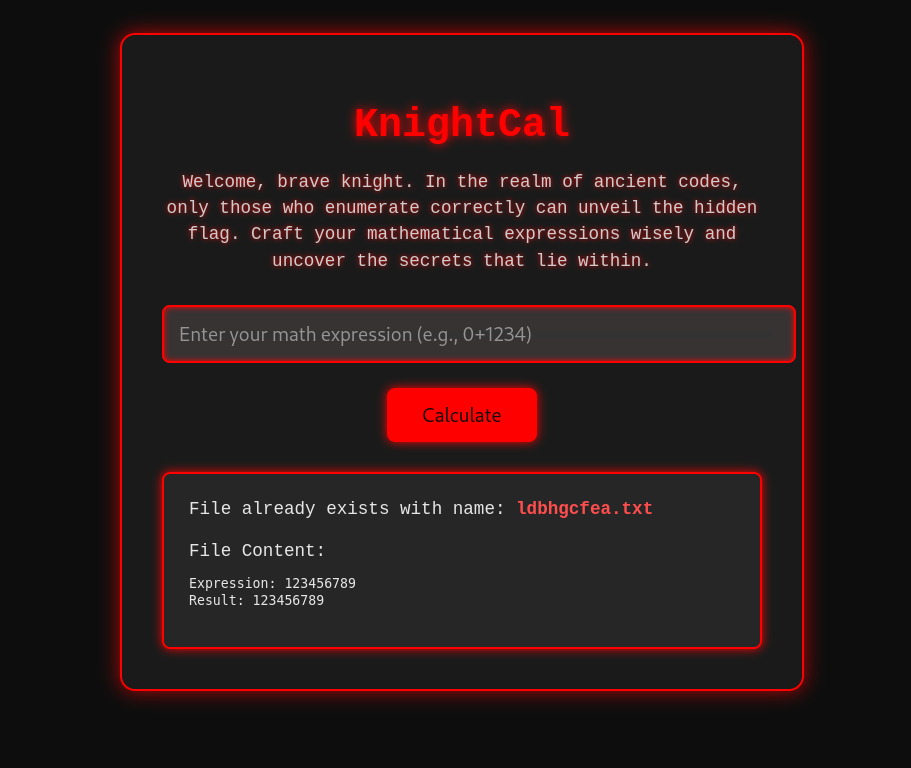 KnightCal
Welcome, brave knight. In the realm of ancient codes,
only those who enumerate correctly can unveil the hidden
flag. Craft your mathematical expressions wisely and
uncover the secrets that lie within.
Enter your math expression (e.g., 0+1234)
Calculate
File already exists with name: ldbhgcfea.txt
File Content:
Expression: 123456789
Result: 123456789